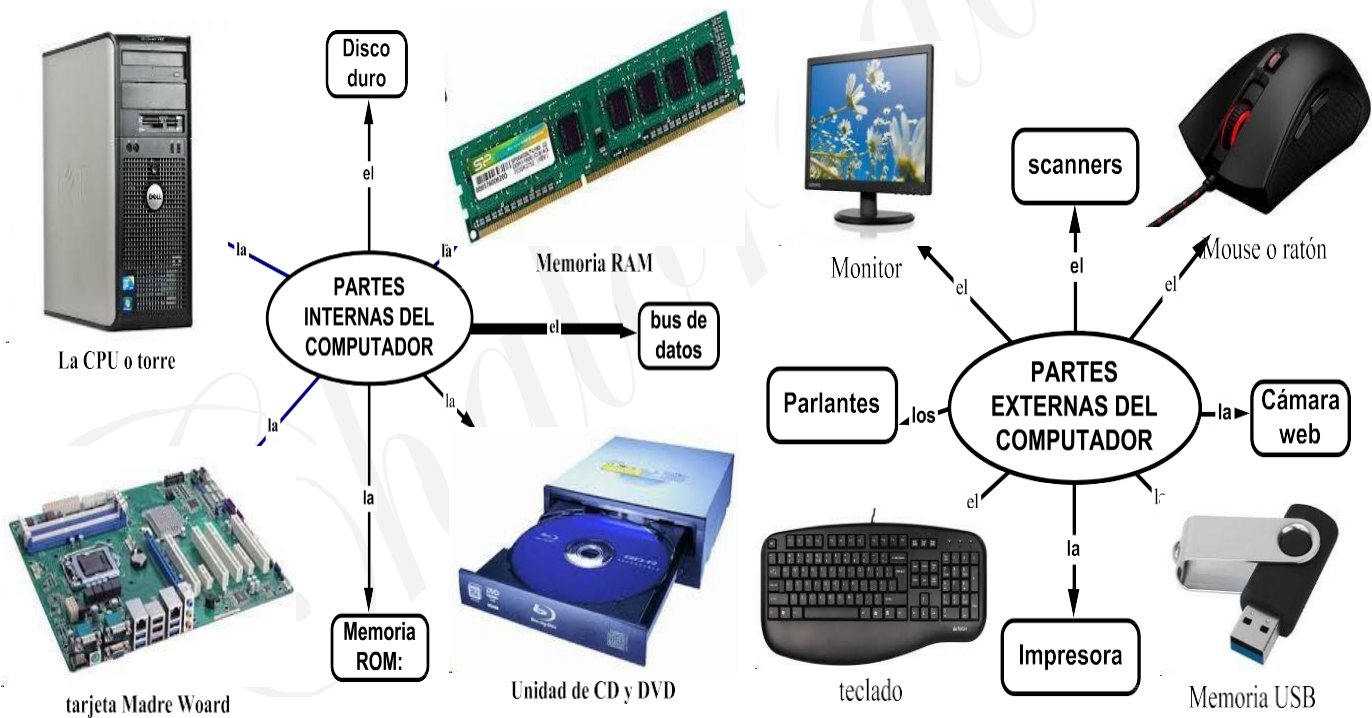 Disco
duro
el
la
la
PARTES
INTERNAS DEL
COMPUTADOR
La CPU o torre
DELL
SP
Memoria RAM
el
bus de
datos
la
la
la
tarjeta Madre Woard
Memoria
ROM:
Unidad de CD y DVD
Monitor
scanners
Mouse o ratón
el
el
el
PARTES
EXTERNAS DEL
COMPUTADOR
Parlantes
los
la
Cámara
web
el
la
teclado
Impresora
Memoria USB